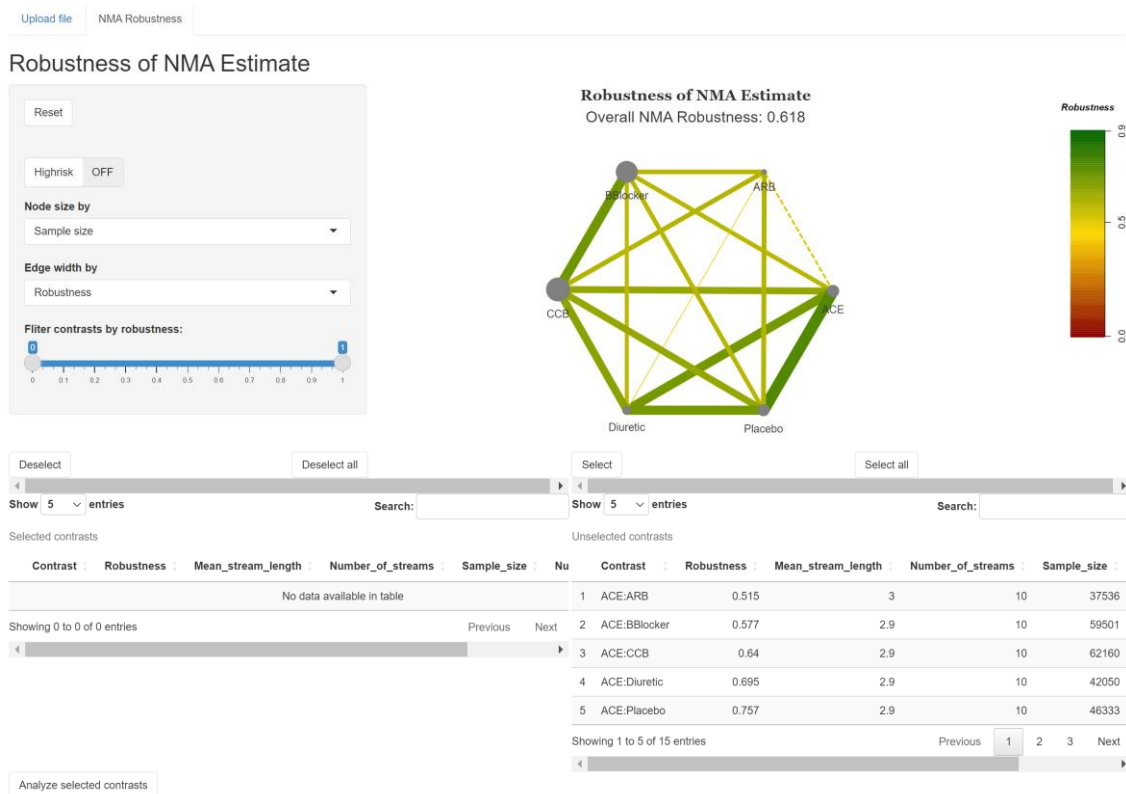 Upload file NMA Robustness
Robustness of NMA Estimate
Reset
Highrisk OFF
Node size by
Sample size
Edge width by
Robustness
Fliter contrasts by robustness:
0 1
0 0.1 0.2 0.3 0.4 0.5 0.6 0.7 0.8 0.9 1
Robustness of NMA Estimate
Overall NMA Robustness: 0.618
BBlocker
ARB
CCB
ACE
Diuretic
Placebo
Robustness
0.9
0.5
0.0
Deselect Deselect all
Show 5 entries Search:
Selected contrasts
Contrast Robustness Mean_stream_length Number_of_streams Sample_size Nu
No data available in table
Showing 0 to 0 of 0 entries Previous Next
Select Select all
Show 5 entries Search:
Unselected contrasts
Contrast Robustness Mean_stream_length Number_of_streams Sample_size
1 ACE:ARB 0.515 3 10 37536
2 ACE:BBlocker 0.577 2.9 10 59501
3 ACE:CCB 0.64 2.9 10 62160
4 ACE:Diuretic 0.695 2.9 10 42050
5 ACE:Placebo 0.757 2.9 10 46333
Showing 1 to 5 of 15 entries Previous 1 2 3 Next
Analyze selected contrasts